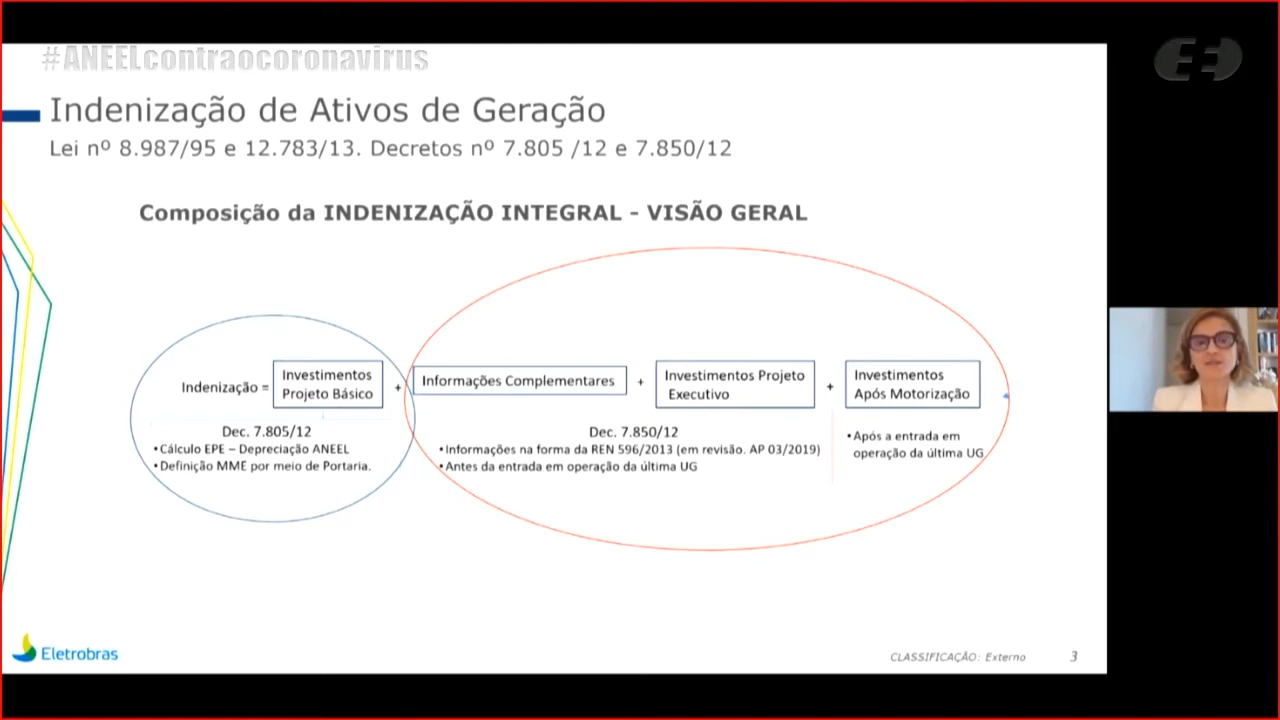 #ANEELcontraocoronavirus
Indenização de Ativos de Geração
Lei nº 8.987/95 e 12.783/13. Decretos nº 7.805 /12 e 7.850/12
Composição da INDENIZAÇÃO INTEGRAL - VISÃO GERAL
Indenização =
Investimentos
Projeto Básico
+
Informações Complementares
+
Investimentos Projeto
Executivo
+
Investimentos
Após Motorização
Dec. 7.805/12
• Cálculo EPE – Depreciação ANEEL
• Definição MME por meio de Portaria.
Dec. 7.850/12
• Informações na forma da REN 596/2013 (em revisão. AP 03/2019)
• Antes da entrada em operação da última UG
• Após a entrada em
operação da última UG
Eletrobras
CLASSIFICAÇÃO: Externo
3